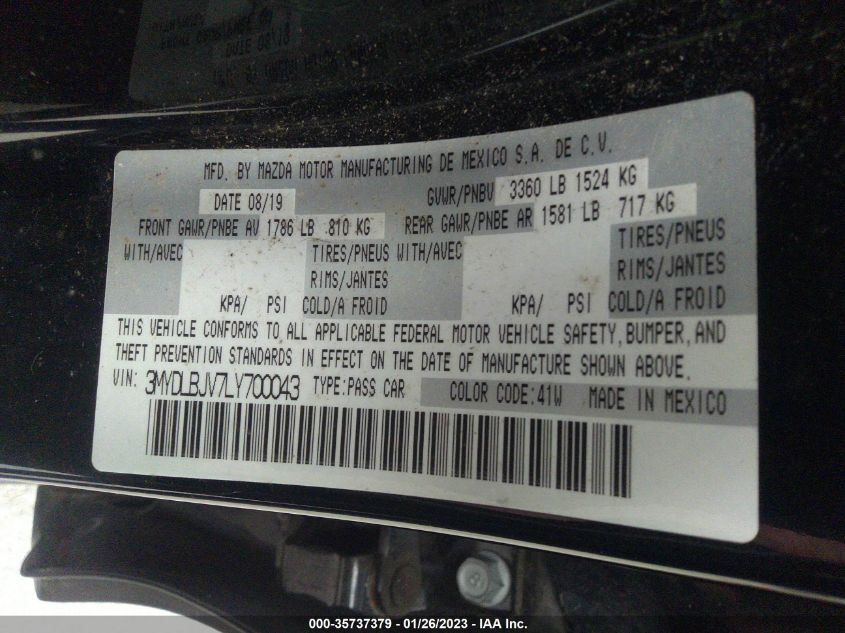 MFD. BY MAZDA MOTOR MANUFACTURING DE MEXICO S.A. DE C.V.
DATE 08/19 GVWR/PNBV 3360 LB 1524 KG
FRONT GAWR/PNBE AV 1786 LB 810 KG REAR GAWR/PNBE AR 1581 LB 717 KG
WITH/AVEC TIRES/PNEUS WITH/AVEC TIRES/PNEUS
RIMS/JANTES RIMS/JANTES
KPA/ PSI COLD/A FROID KPA/ PSI COLD/A FROID
THIS VEHICLE CONFORMS TO ALL APPLICABLE FEDERAL MOTOR VEHICLE SAFETY, BUMPER, AND
THEFT PREVENTION STANDARDS IN EFFECT ON THE DATE OF MANUFACTURE SHOWN ABOVE.
VIN: 3MYDLBJV7LY700043 TYPE:PASS CAR COLOR CODE:41W MADE IN MEXICO
000-35737379 — 01/26/2023 — IAA Inc.